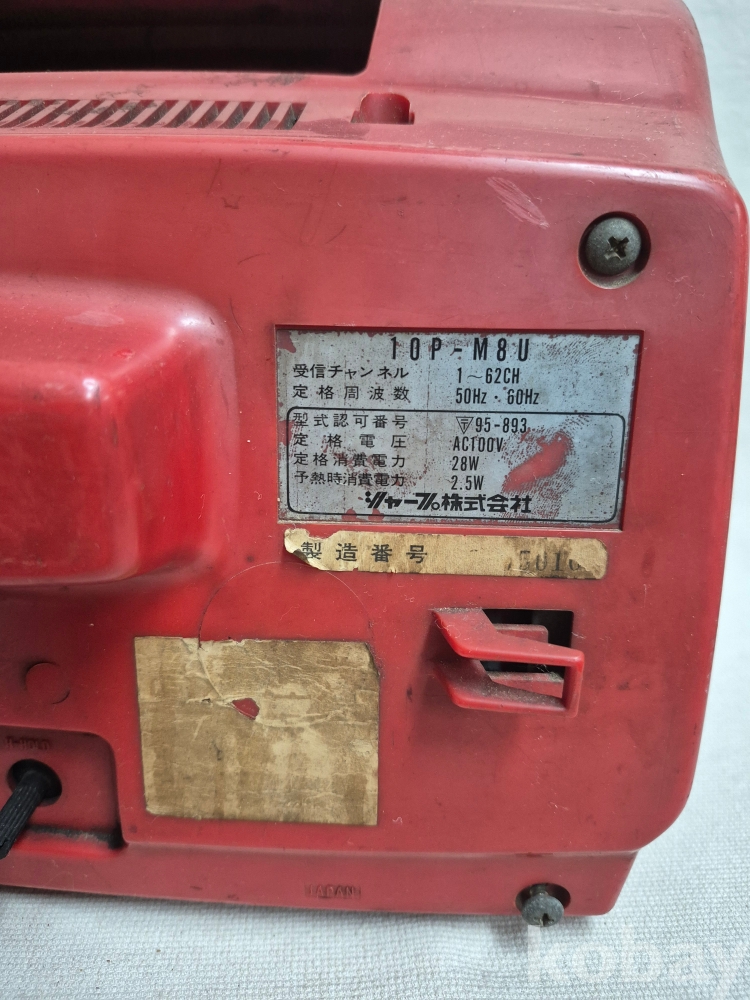 10P-M8U
受信チャンネル 1～62CH
定格周波数 50Hz・60Hz
型式認可番号 95-893
定格電圧 AC100V
定格消費電力 28W
予熱時消費電力 2.5W
シャープ株式会社
製造番号
JAPAN
kobay